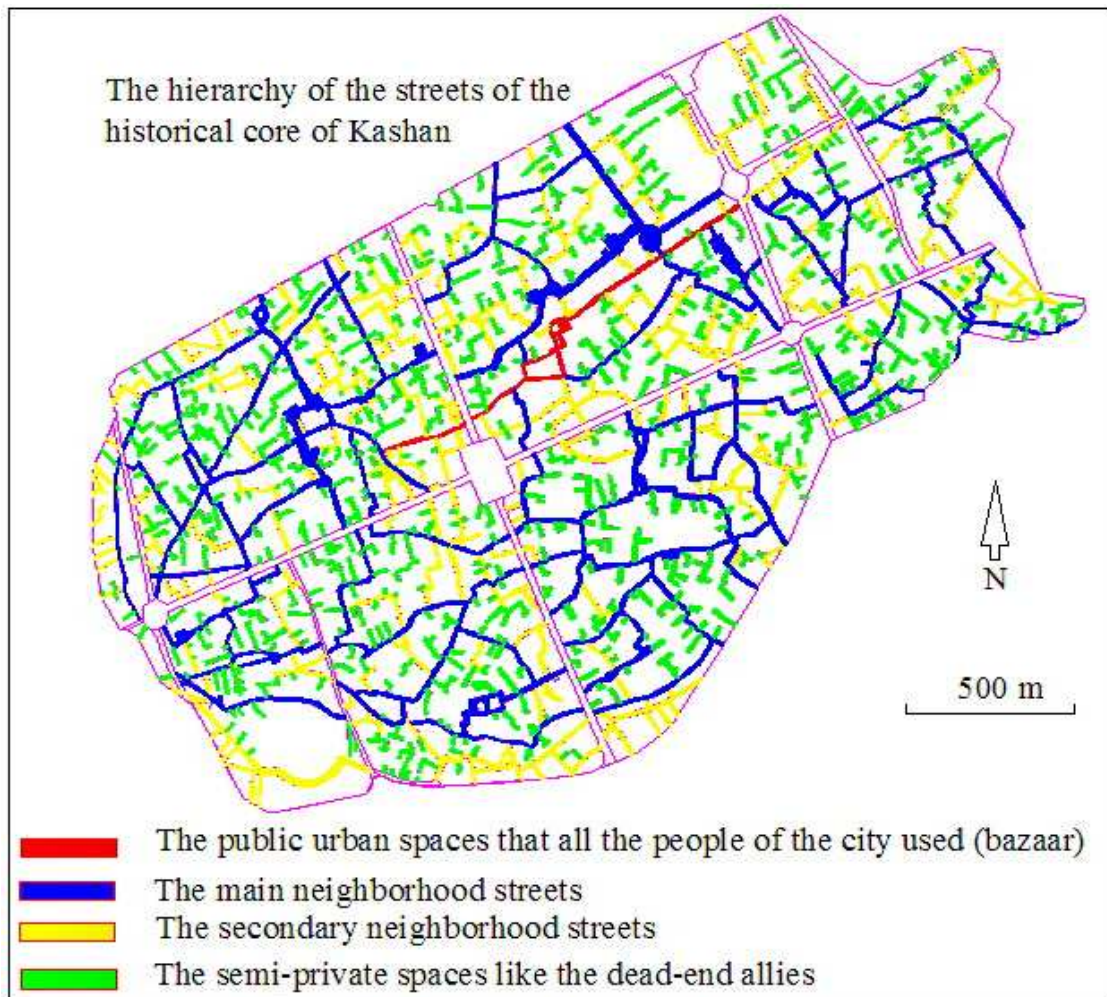 The hierarchy of the streets of the
historical core of Kashan
N
500 m
The public urban spaces that all the people of the city used (bazaar)
The main neighborhood streets
The secondary neighborhood streets
The semi-private spaces like the dead-end allies